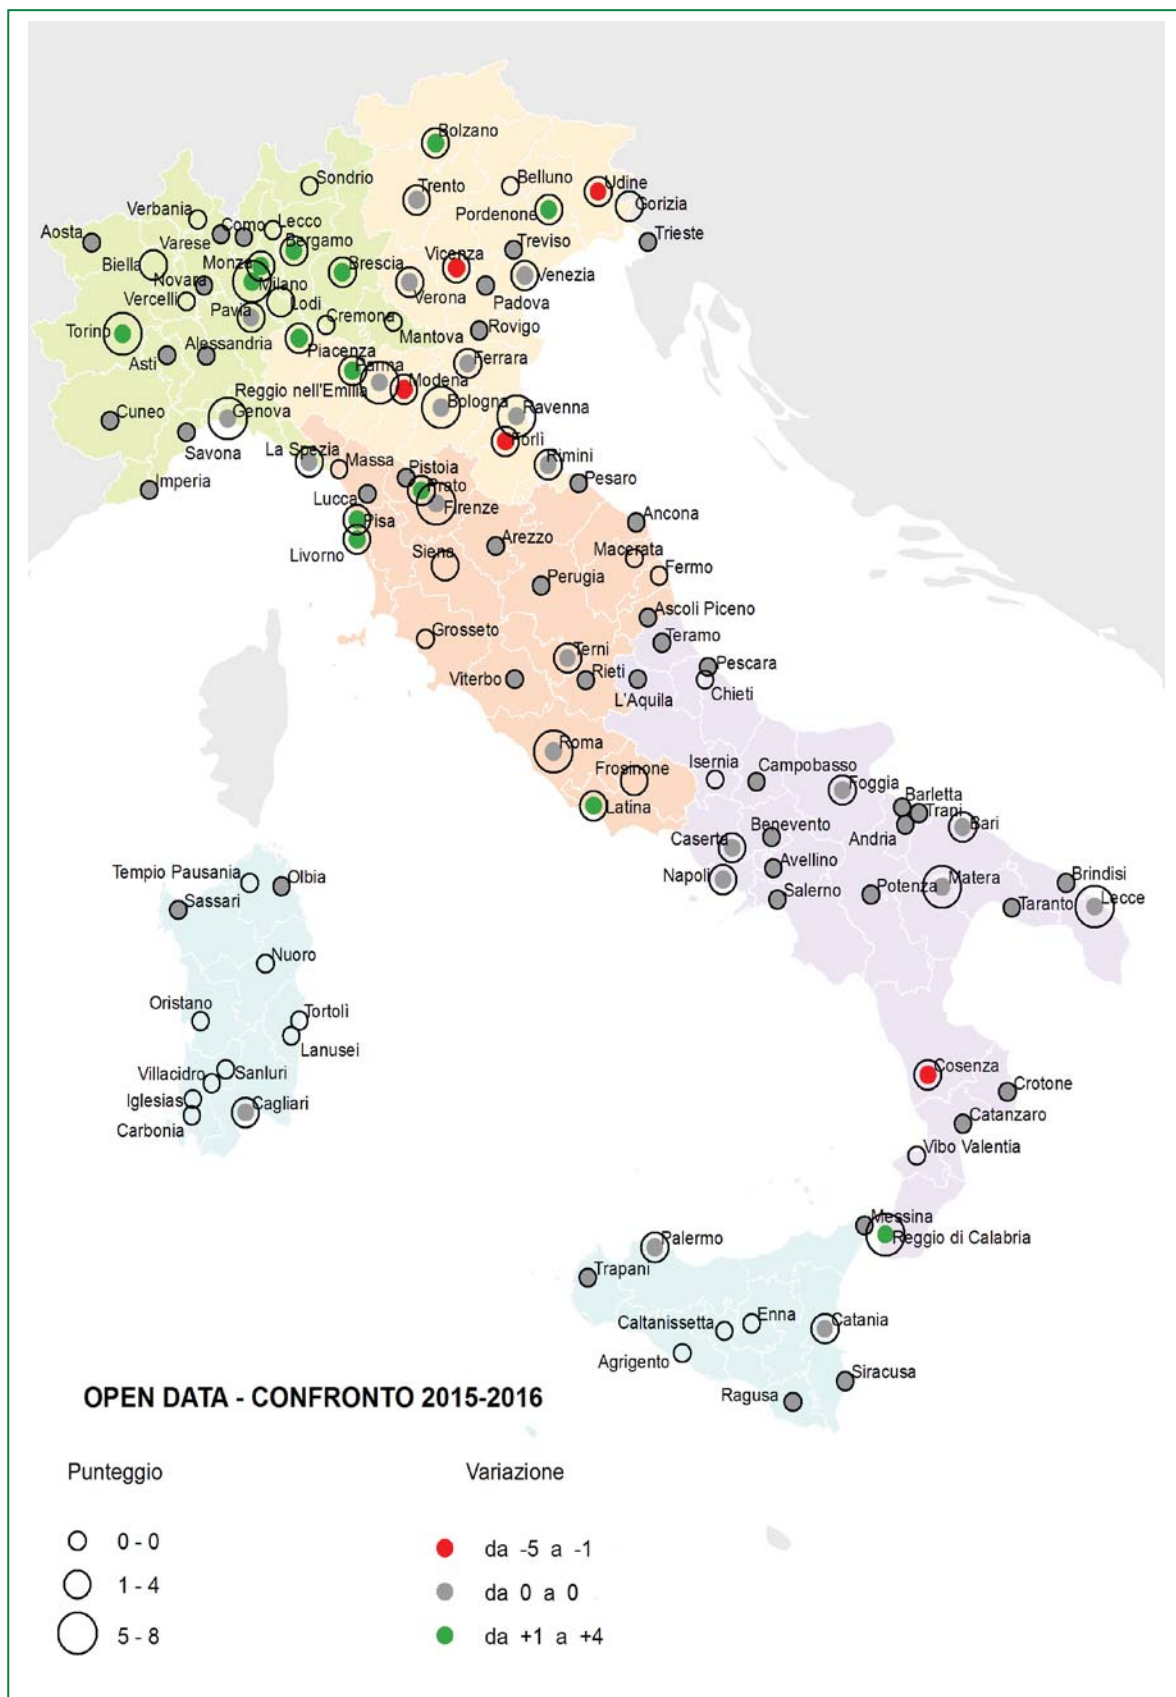 Bolzano
Sondrio
Belluno
Udine
Trento
Verbania
Pordenone
Gorizia
Aosta
Como
Lecco
Varese
Bergamo
Trieste
Treviso
Vicenza
Biella
Monza
Brescia
Venezia
Novara
Milano
Verona
Padova
Vercelli
Lodi
Pavia
Cremona
Torino
Mantova
Rovigo
Alessandria
Piacenza
Asti
Ferrara
Parma
Modena
Reggio nell'Emilia
Bologna
Ravenna
Cuneo
Genova
Forlì
Savona
La Spezia
Massa
Rimini
Pistoia
Imperia
Pesaro
Prato
Lucca
Firenze
Pisa
Ancona
Livorno
Siena
Arezzo
Macerata
Fermo
Perugia
Ascoli Piceno
Grosseto
Teramo
Terni
Pescara
Viterbo
Rieti
L'Aquila
Chieti
Roma
Isernia
Campobasso
Frosinone
Foggia
Latina
Barletta
Trani
Benevento
Bari
Caserta
Andria
Avellino
Tempio Pausania
Olbia
Napoli
Matera
Brindisi
Sassari
Salerno
Potenza
Taranto
Lecce
Nuoro
Oristano
Tortolì
Lanusei
Sanluri
Villacidro
Cosenza
Crotone
Iglesias
Cagliari
Carbonia
Catanzaro
Vibo Valentia
Messina
Palermo
Reggio di Calabria
Trapani
Enna
Caltanissetta
Catania
Agrigento
Siracusa
Ragusa
OPEN DATA - CONFRONTO 2015-2016
Punteggio
Variazione
0 - 0
da -5 a -1
1 - 4
da 0 a 0
5 - 8
da +1 a +4